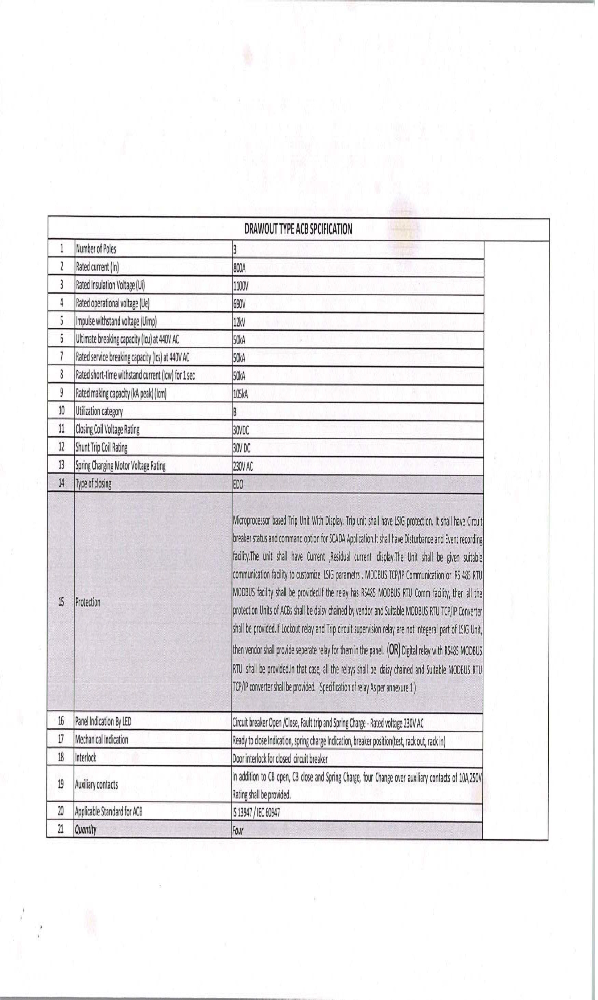 DRAWOUT TYPE ACB SPCIFICATION
1 Number of Poles 3
2 Rated current (In) 800A
3 Rated Insulation Voltage (Ui) 1100V
4 Rated operational voltage (Ue) 690V
5 Impulse withstand voltage (Uimp) 12kV
6 Ultimate breaking capacity (Icu) at 440V AC 50kA
7 Rated service breaking capacity (Ics) at 440V AC 50kA
8 Rated short-time withstand current (Icw) for 1 sec 50kA
9 Rated making capacity (kA peak) (Icm) 105kA
10 Utilization category B
11 Closing Coil Voltage Rating 30VDC
12 Shunt Trip Coil Rating 30V DC
13 Spring Charging Motor Voltage Rating 230V AC
14 Type of closing EDO
15 Protection
Microprocessor based Trip Unit With Display. Trip unit shall have LSIG protection. It shall have Circuit
breaker status and command option for SCADA Application.It shall have Disturbance and Event recording
facility.The unit shall have Current ,Residual current display.The Unit shall be given suitable
communication facility to customize LSIG parametrs . MODBUS TCP/IP Communication or RS 485 RTU
MODBUS facility shall be provided.If the relay has RS485 MODBUS RTU Comm facility, then all the
protection Units of ACBs shall be daisy chained by vendor and Suitable MODBUS RTU TCP/IP Converter
shall be provided.If Lockout relay and Trip circuit supervision relay are not integeral part of LSIG Unit,
then vendor shall provide seperate relay for them in the panel. (OR) Digital relay with RS485 MODBUS
RTU shall be provided.In that case, all the relays shall be daisy chained and Suitable MODBUS RTU
TCP/IP converter shall be provided. (Specification of relay As per annexure 1 )
16 Panel Indication By LED Circuit breaker Open /Close, Fault trip and Spring Charge - Rated voltage 230V AC
17 Mechanical Indication Ready to close Indication, spring charge Indication, breaker position(test, rack out, rack in)
18 Interlock Door interlock for closed circuit breaker
19 Auxiliary contacts In addition to CB open, CB close and Spring Charge, four Change over auxiliary contacts of 10A,250V
Rating shall be provided.
20 Applicable Standard for ACB IS 13947 / IEC 60947
21 Quantity Four